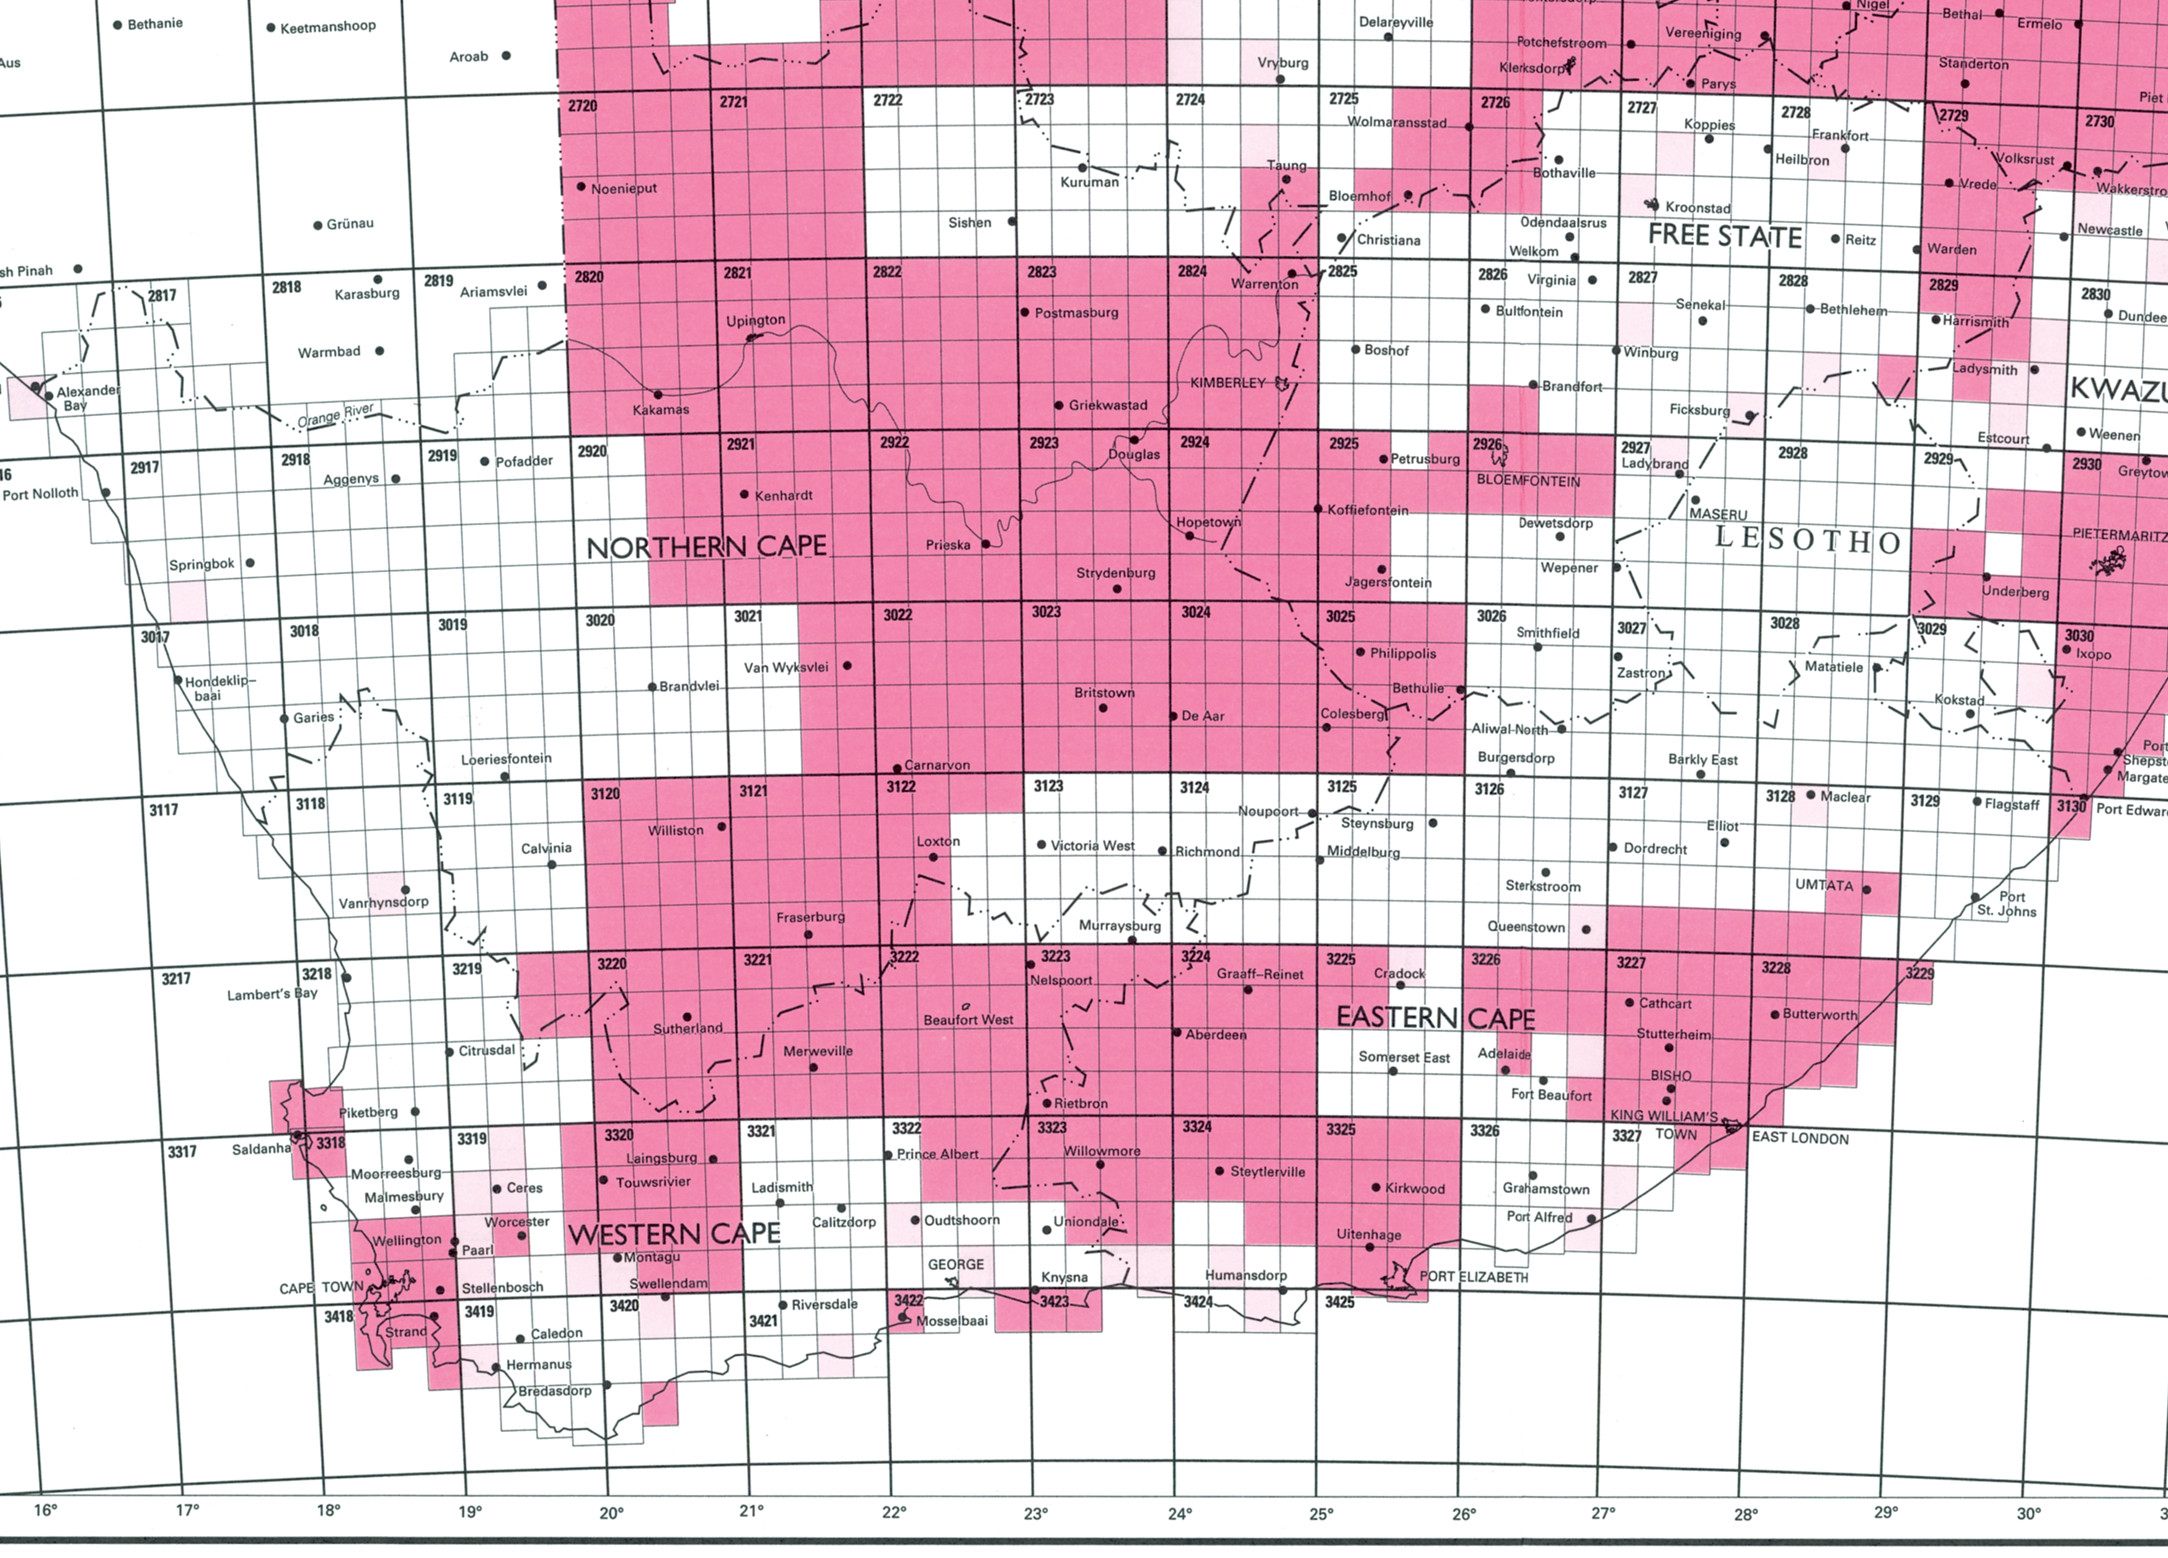 Bethanie
Keetmanshoop
Aroab
Delareyville
Vryburg
Potchefstroom
Klerksdorp
Vereeniging
Nigel
Parys
Bethal
Ermelo
Standerton
Piet
Aus
2720
2721
2722
2723
2724
2725
2726
2727
2728
2729
2730
Wolmaransstad
Koppies
Frankfort
Heilbron
Volksrust
Wakkerstro
Noenieput
Kuruman
Taung
Bloemhof
Bothaville
Kroonstad
Vrede
Grünau
Sishen
Christiana
Odendaalsrus
Welkom
FREE STATE
Reitz
Warden
Newcastle
sh Pinah
2817
2818
Karasburg
2819
Ariamsvlei
2820
2821
2822
2823
2824
Warrenton
2825
2826
Virginia
2827
2828
2829
2830
Upington
Postmasburg
Bultfontein
Senekal
Bethlehem
Harrismith
Dundee
Warmbad
Boshof
Winburg
Ladysmith
Alexander
Bay
Orange River
Kakamas
KIMBERLEY
Griekwastad
Brandfort
Ficksburg
KWAZU
16
2917
2918
2919
Pofadder
2920
2921
2922
2923
Douglas
2924
2925
Petrusburg
2926
BLOEMFONTEIN
2927
Ladybrand
2928
2929
Estcourt
Weenen
2930
Greytow
Port Nolloth
Aggenys
Kenhardt
Hopetown
Koffiefontein
Dewetsdorp
MASERU
LESOTHO
PIETERMARITZ
Springbok
NORTHERN CAPE
Prieska
Strydenburg
Jagersfontein
Wepener
Underberg
3017
3018
3019
3020
3021
3022
3023
3024
3025
3026
3027
3028
3029
3030
Hondeklip-
baai
Garies
Brandvlei
Van Wyksvlei
Britstown
De Aar
Philippolis
Bethulie
Colesberg
Smithfield
Zastron
Matatiele
Kokstad
Ixopo
Aliwal-North
Loeriesfontein
Carnarvon
Burgersdorp
Barkly East
Port
Shepst
Margate
3117
3118
3119
3120
3121
3122
3123
3124
3125
3126
3127
3128
Maclear
3129
Flagstaff
3130
Port Edwar
Calvinia
Williston
Loxton
Victoria West
Richmond
Noupoort
Steynsburg
Middelburg
Dordrecht
Elliot
Vanrhynsdorp
Fraserburg
Murraysburg
Sterkstroom
Queenstown
UMTATA
Port
St. Johns
3217
3218
3219
3220
3221
3222
3223
Nelspoort
3224
Graaff-Reinet
3225
Cradock
3226
3227
3228
3229
Lambert's Bay
Sutherland
Beaufort West
Aberdeen
EASTERN CAPE
Cathcart
Butterworth
Stutterheim
Citrusdal
Merweville
Somerset East
Adelaide
Fort Beaufort
BISHO
Piketberg
Rietbron
KING WILLIAM'S
TOWN
EAST LONDON
3317
Saldanha
3318
3319
3320
3321
3322
3323
3324
3325
3326
3327
Moorreesburg
Malmesbury
Ceres
Laingsburg
Touwsrivier
Ladismith
Calitzdorp
Prince Albert
Willowmore
Steytlerville
Kirkwood
Grahamstown
Port Alfred
Wellington
Worcester
Paarl
WESTERN CAPE
Montagu
Oudtshoorn
Uniondale
Uitenhage
CAPE TOWN
Stellenbosch
Swellendam
GEORGE
Knysna
Humansdorp
PORT ELIZABETH
3418
Strand
3419
3420
3421
Riversdale
3422
Mosselbaai
3423
3424
3425
Caledon
Hermanus
Bredasdorp
16°
17°
18°
19°
20°
21°
22°
23°
24°
25°
26°
27°
28°
29°
30°
3